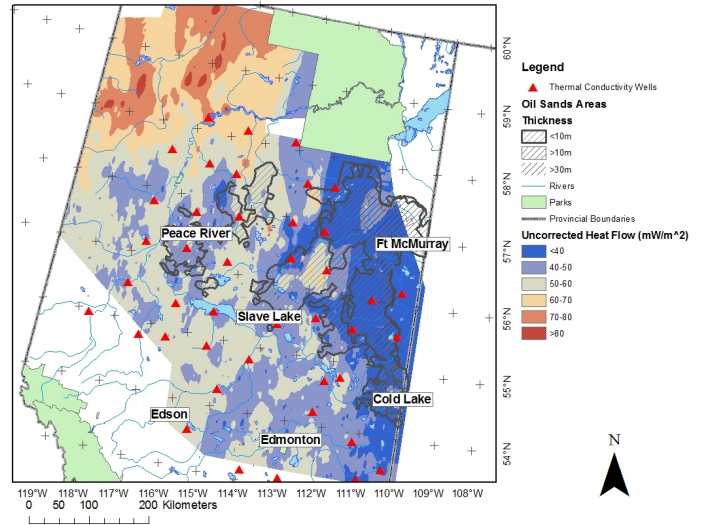 60°N
59°N
58°N
57°N
56°N
55°N
54°N
Peace River
Ft McMurray
Slave Lake
Cold Lake
Edson
Edmonton
119°W 118°W 117°W 116°W 115°W 114°W 113°W 112°W 111°W 110°W 109°W 108°W
0 50 100 200 Kilometers
Legend
Thermal Conductivity Wells
Oil Sands Areas
Thickness
<10m
>10m
>30m
Rivers
Parks
Provincial Boundaries
Uncorrected Heat Flow (mW/m^2)
<40
40-50
50-60
60-70
70-80
>80
N